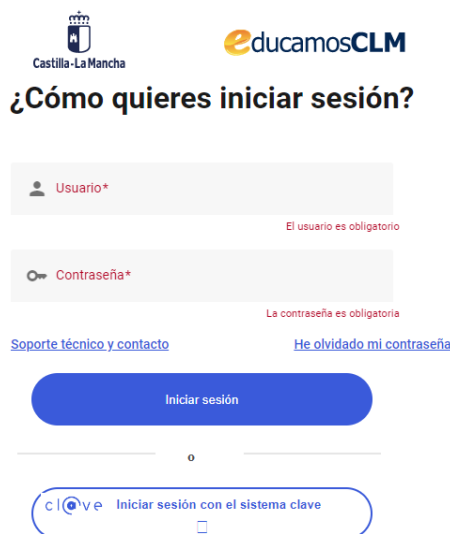 Castilla-La Mancha
educamosCLM
¿Cómo quieres iniciar sesión?
Usuario*
El usuario es obligatorio
Contraseña*
La contraseña es obligatoria
Soporte técnico y contacto He olvidado mi contraseña
Iniciar sesión
o
cl@ve Iniciar sesión con el sistema clave